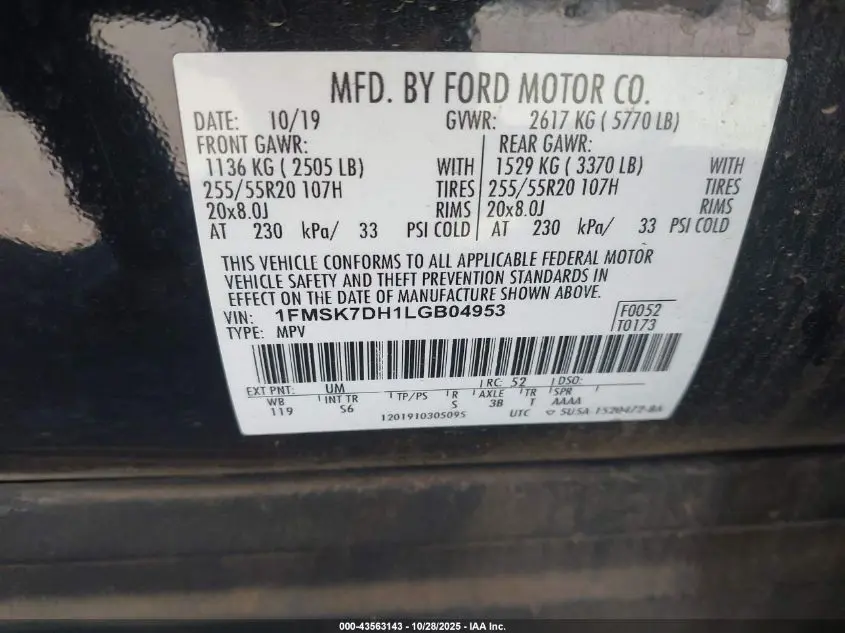 MFD. BY FORD MOTOR CO.
DATE: 10/19 GVWR: 2617 KG ( 5770 LB)
FRONT GAWR: REAR GAWR:
1136 KG ( 2505 LB) WITH 1529 KG ( 3370 LB) WITH
255/55R20 107H TIRES 255/55R20 107H TIRES
20x8.0J RIMS 20x8.0J RIMS
AT 230 kPa/ 33 PSI COLD AT 230 kPa/ 33 PSI COLD
THIS VEHICLE CONFORMS TO ALL APPLICABLE FEDERAL MOTOR
VEHICLE SAFETY AND THEFT PREVENTION STANDARDS IN
EFFECT ON THE DATE OF MANUFACTURE SHOWN ABOVE.
VIN: 1FMSK7DH1LGB04953 F0052
TYPE: MPV T0173
EXT PNT: UM RC: 52 DSO:
WB INT TR TP/PS R AXLE TR SPR
119 S6 S 3B T AAAA
1201910305095 UTC 5U5A-1520472-BA
000-43563143 | 10/28/2025 | IAA Inc.